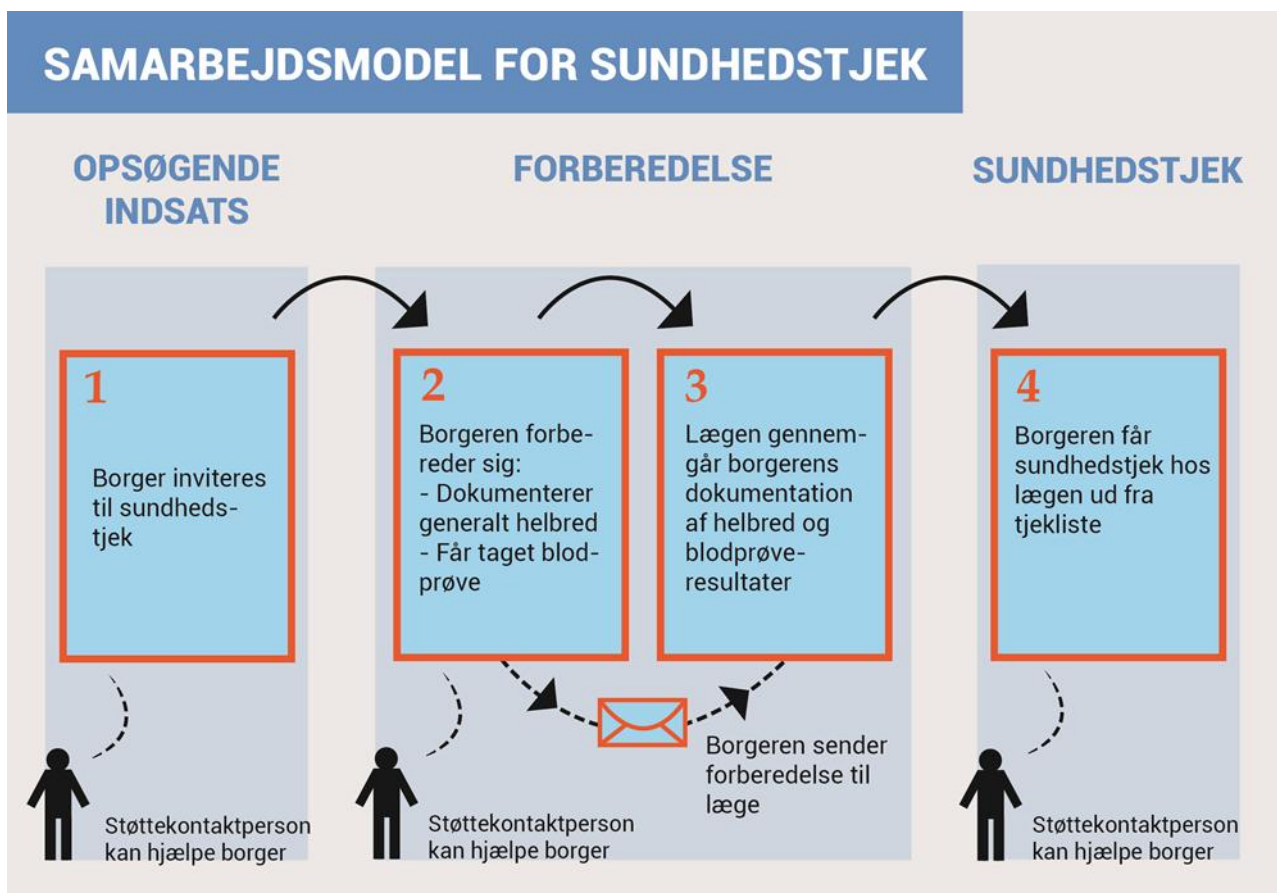 SAMARBEJDSMODEL FOR SUNDHEDSTJEK
OPSØGENDE
INDSATS
FORBEREDELSE
SUNDHEDSTJEK
1
Borger inviteres
til sundheds-
tjek
2
Borgeren forbe-
reder sig:
- Dokumenterer
generalt helbred
- Får taget blod-
prøve
3
Lægen gennem-
går borgerens
dokumentation
af helbred og
blodprøve-
resultater
4
Borgeren får
sundhedstjek hos
lægen ud fra
tjekliste
Borgeren sender
forberedelse til
læge
Støttekontaktperson
kan hjælpe borger
Støttekontaktperson
kan hjælpe borger
Støttekontaktperson
kan hjælpe borger